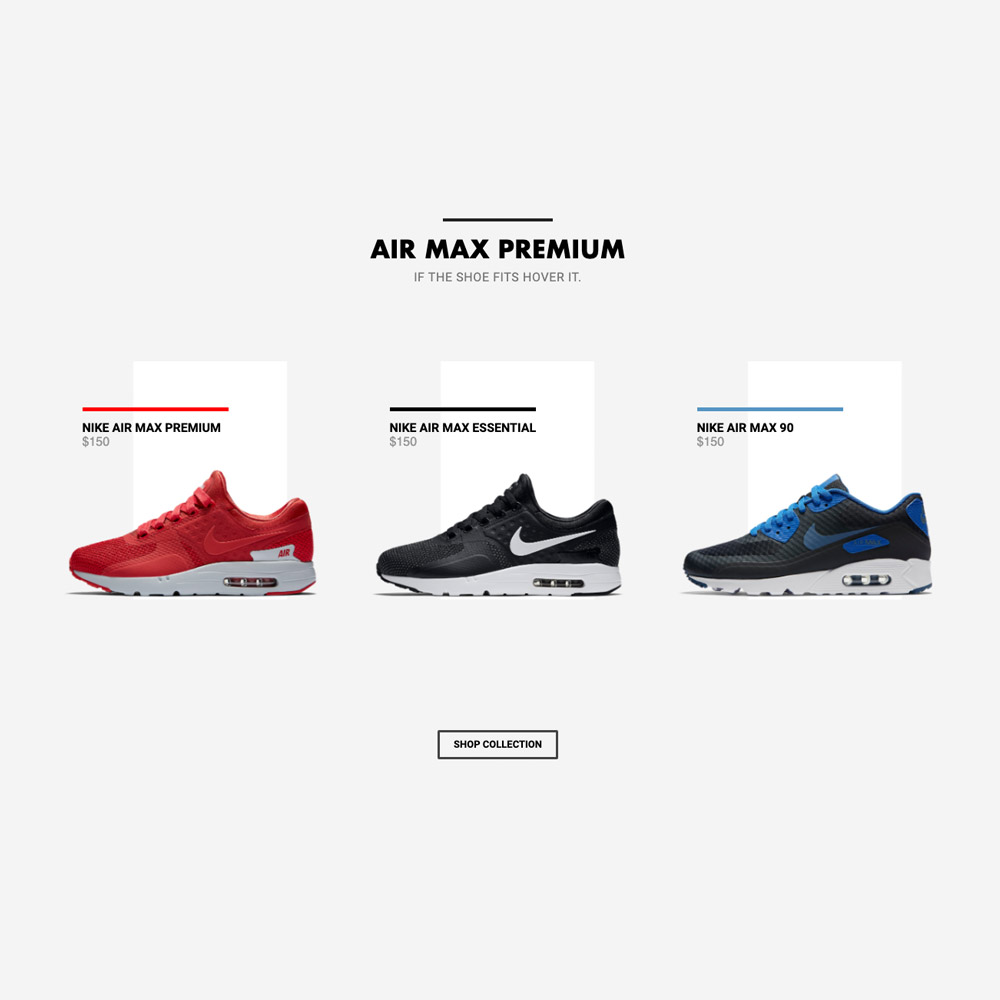 AIR MAX PREMIUM
IF THE SHOE FITS HOVER IT.
NIKE AIR MAX PREMIUM
$150
NIKE AIR MAX ESSENTIAL
$150
NIKE AIR MAX 90
$150
AIR
SHOP COLLECTION